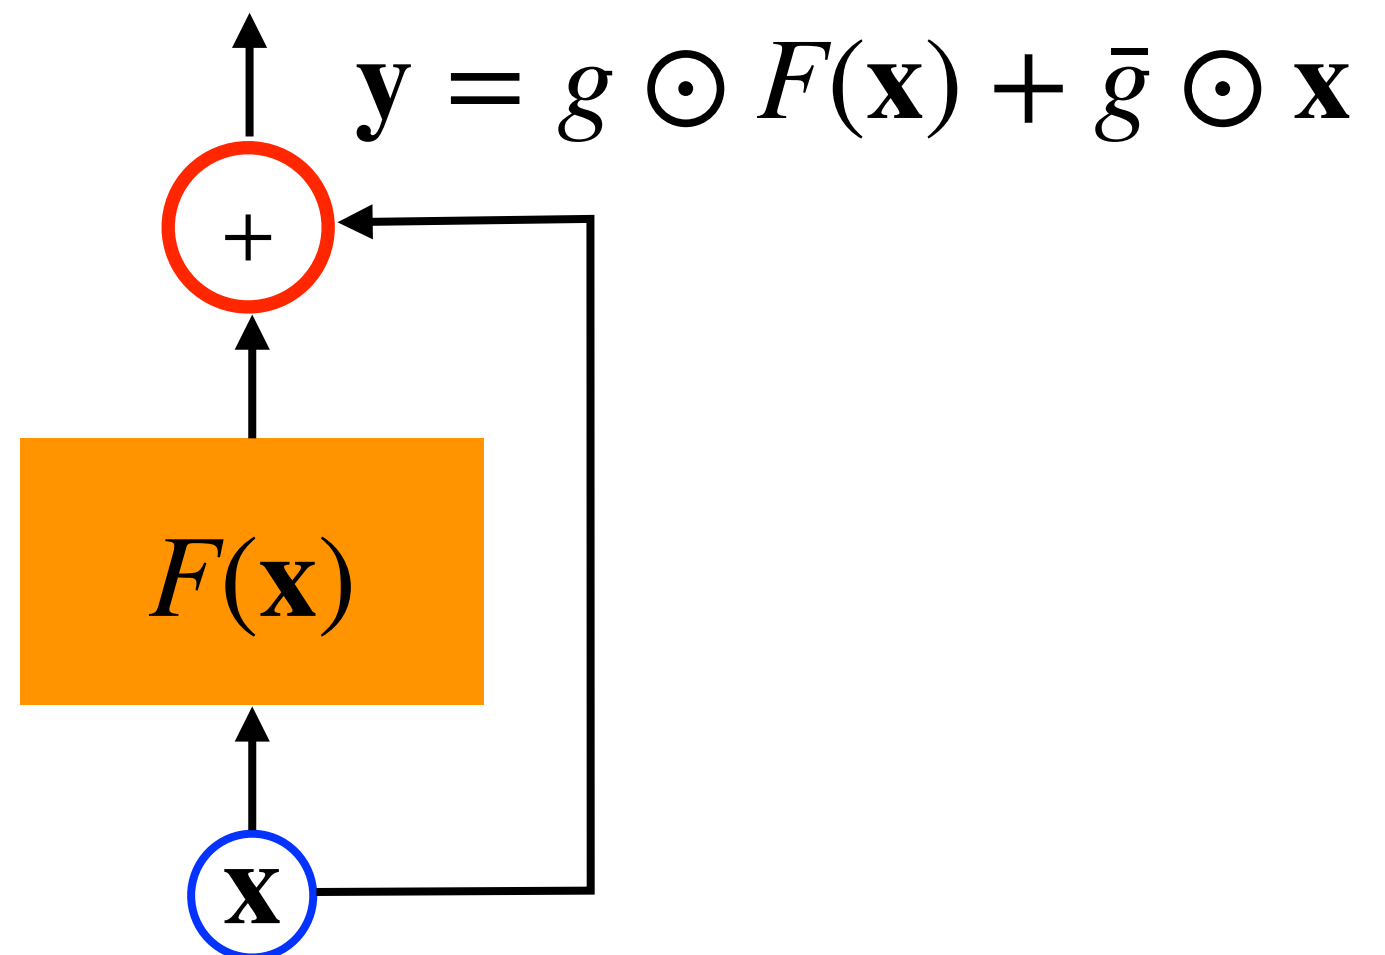 y = g ⊙ F(x) + ḡ ⊙ x
+
F(x)
x